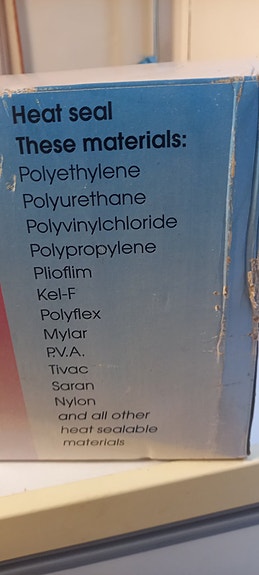 Heat seal
These materials:
Polyethylene
Polyurethane
Polyvinylchloride
Polypropylene
Plioflim
Kel-F
Polyflex
Mylar
P.V.A.
Tivac
Saran
Nylon
and all other
heat sealable
materials